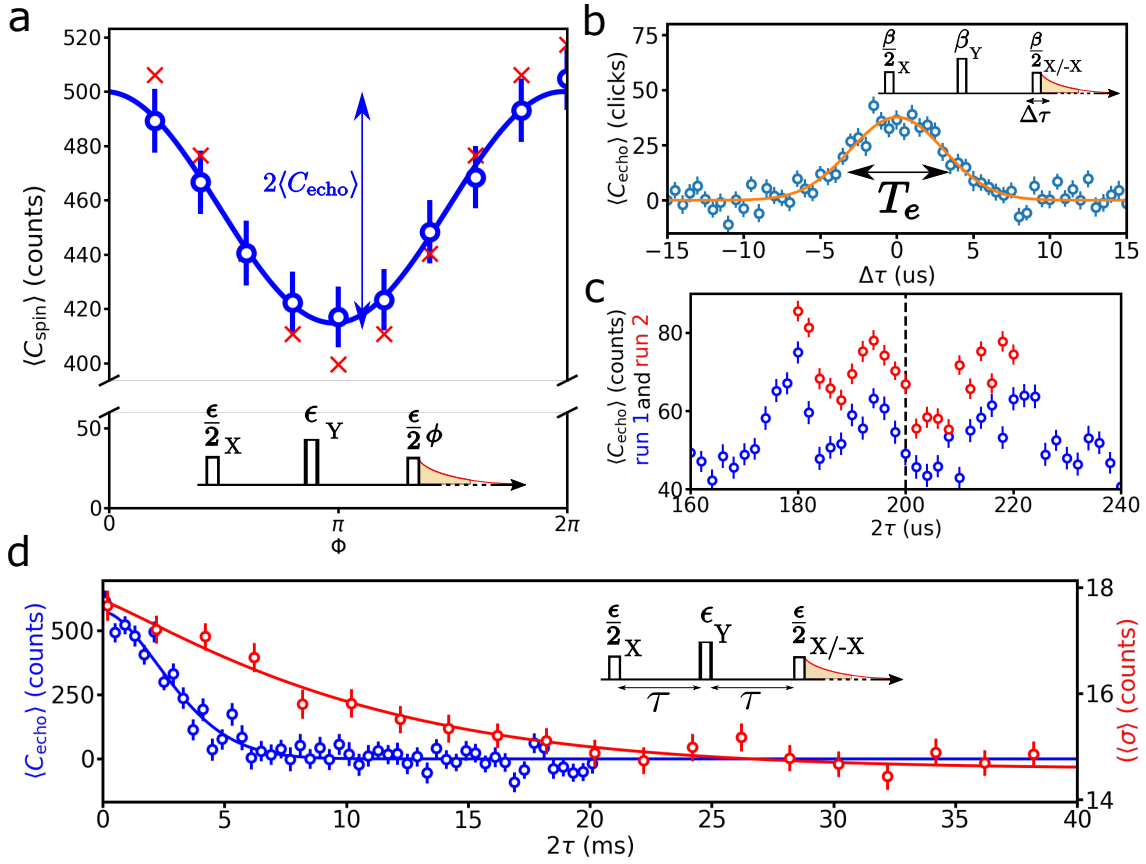 a
520
500
480
460
440
420
400
50
0
⟨C_spin⟩ (counts)
2⟨C_echo⟩
ϵ/2 X
ϵ Y
ϵ/2 ϕ
0
π
2π
Φ
b
75
50
25
0
⟨C_echo⟩ (clicks)
β/2 X
β Y
β/2 X/-X
Δτ
T_e
−15
−10
−5
0
5
10
15
Δτ (us)
c
80
60
40
⟨C_echo⟩ (counts)
run 1 and run 2
160
180
200
220
240
2τ (us)
d
500
250
0
⟨C_echo⟩ (counts)
ϵ/2 X
ϵ Y
ϵ/2 X/-X
τ
τ
18
16
14
⟨⟨σ⟩ (counts)
0
5
10
15
20
25
30
35
40
2τ (ms)